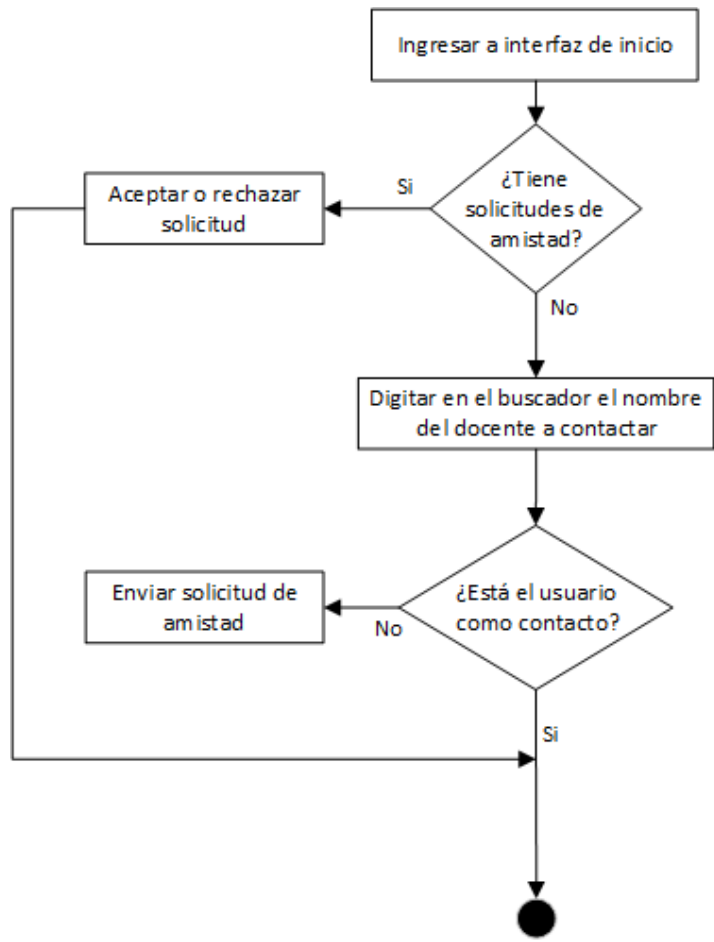 Ingresar a interfaz de inicio
Si
¿Tiene
solicitudes de
amistad?
Aceptar o rechazar
solicitud
No
Digitar en el buscador el nombre
del docente a contactar
¿Está el usuario
como contacto?
No
Enviar solicitud de
amistad
Si